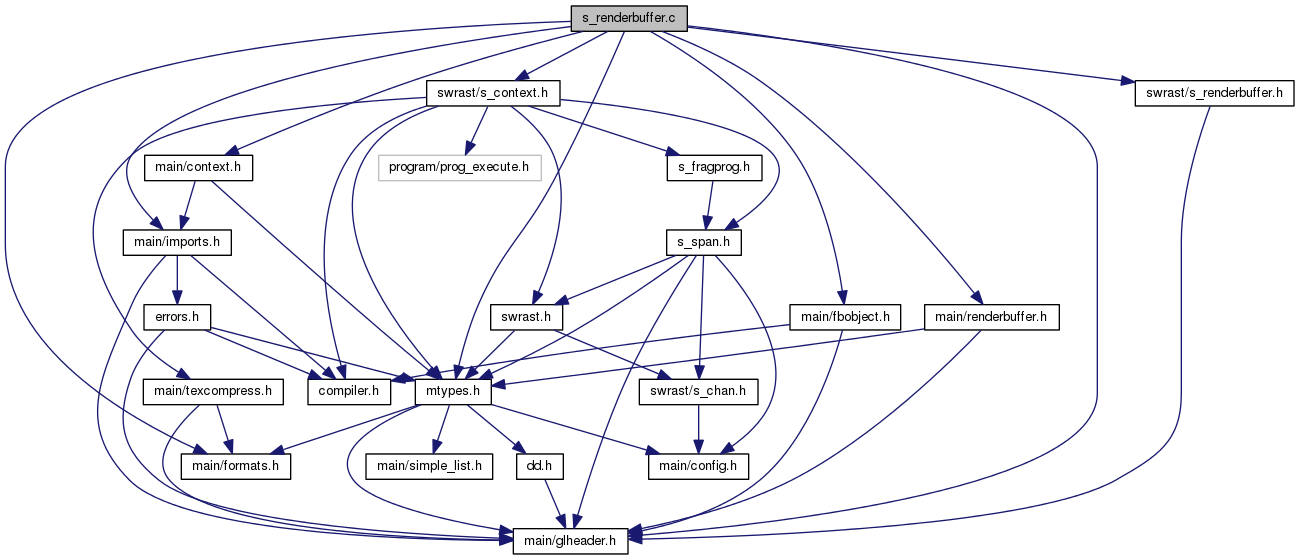 s_renderbuffer.c
swrast/s_context.h
swrast/s_renderbuffer.h
main/context.h
program/prog_execute.h
s_fragprog.h
main/imports.h
s_span.h
errors.h
swrast.h
main/fbobject.h
main/renderbuffer.h
main/texcompress.h
compiler.h
mtypes.h
swrast/s_chan.h
main/formats.h
main/simple_list.h
dd.h
main/config.h
main/glheader.h